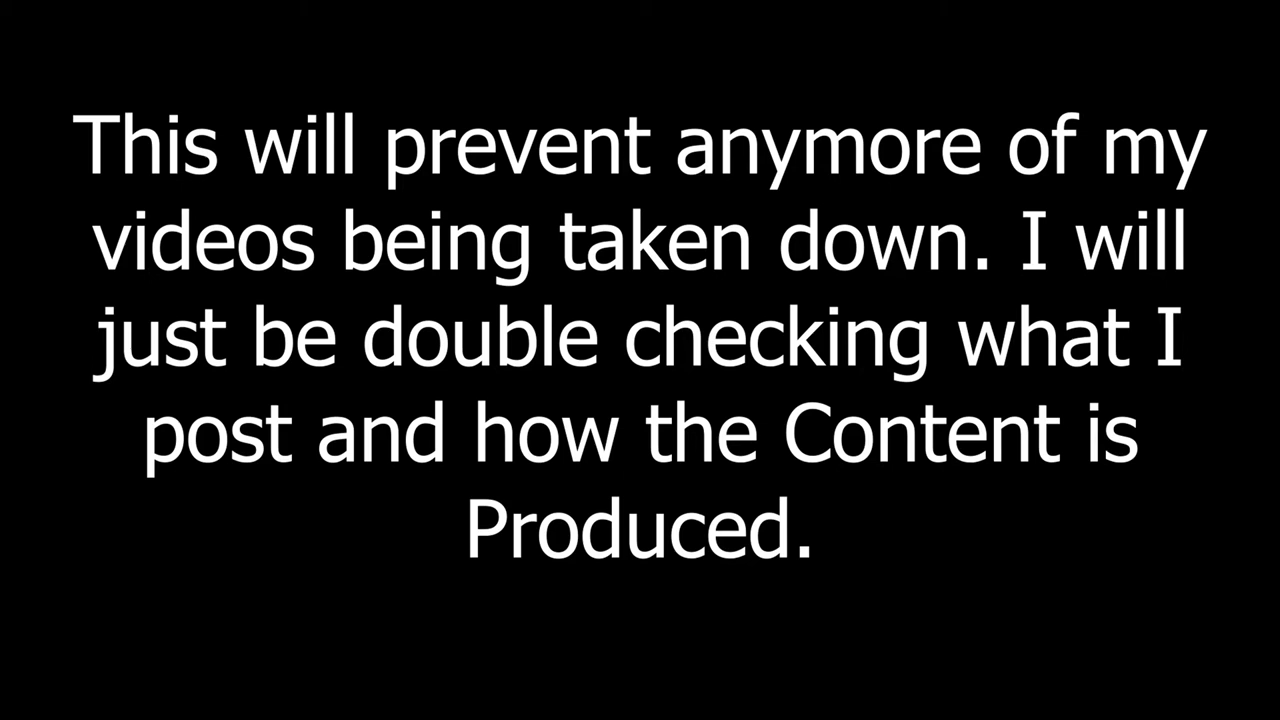 This will prevent anymore of my
videos being taken down. I will
just be double checking what I
post and how the Content is
Produced.